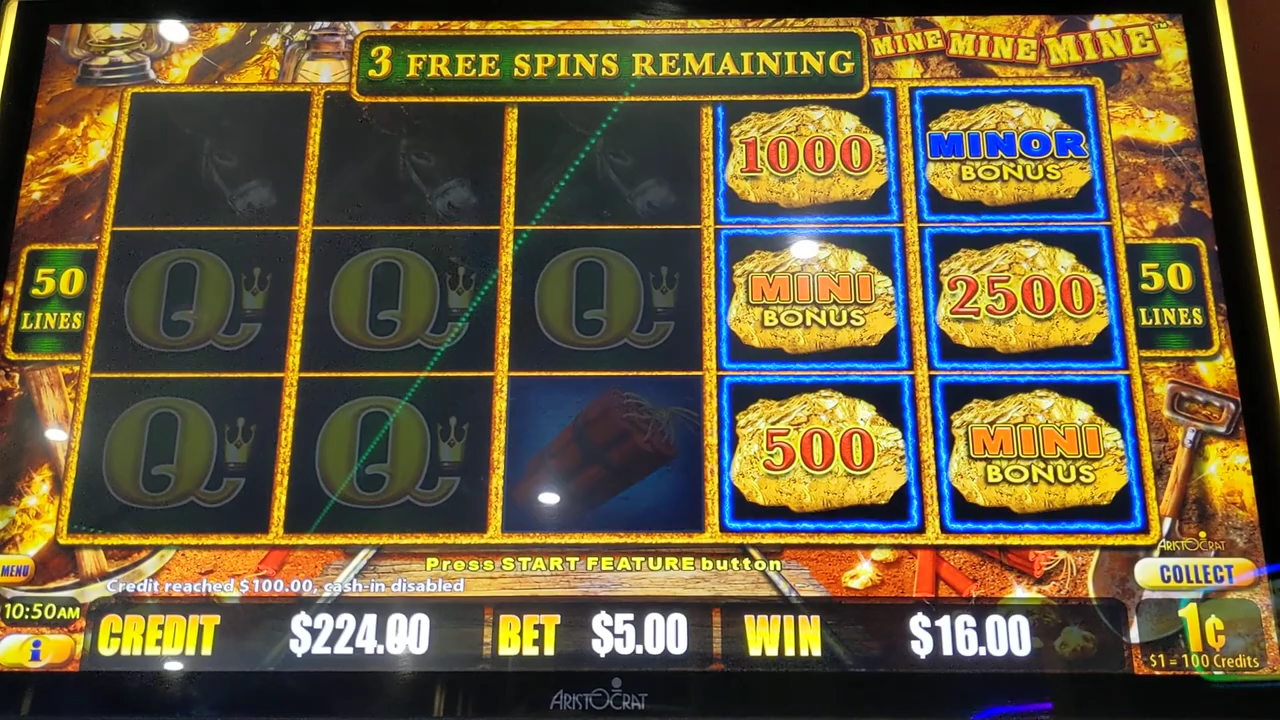 3 FREE SPINS REMAINING
MINE MINE MINE™
1000
MINOR
BONUS
50
LINES
Q
Q
Q
MINI
BONUS
2500
50
LINES
Q
Q
500
MINI
BONUS
ARISTOCRAT
MENU
Press START FEATURE button
COLLECT
Credit reached $100.00, cash-in disabled
10:50AM
i
CREDIT $224.00 BET $5.00 WIN $16.00
1¢
$1 = 100 Credits
ARISTOCRAT